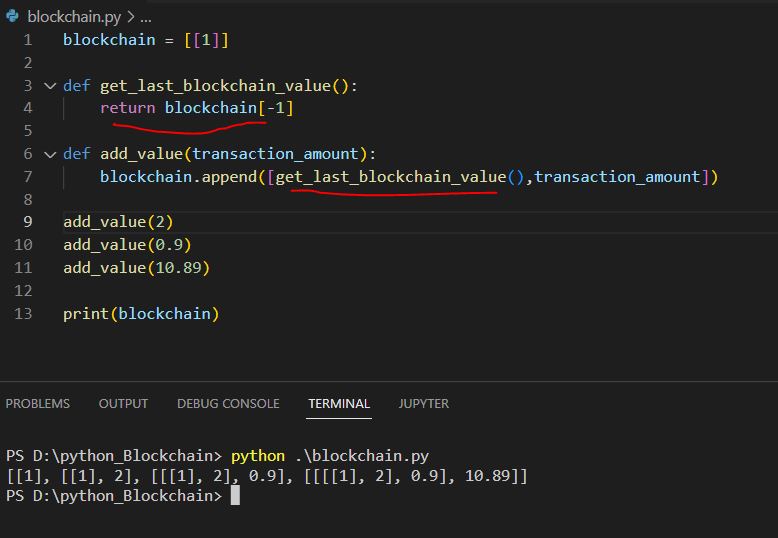 blockchain.py > ...
1 blockchain = [[1]]
2
3 def get_last_blockchain_value():
4 return blockchain[-1]
5
6 def add_value(transaction_amount):
7 blockchain.append([get_last_blockchain_value(),transaction_amount])
8
9 add_value(2)
10 add_value(0.9)
11 add_value(10.89)
12
13 print(blockchain)
PROBLEMS OUTPUT DEBUG CONSOLE TERMINAL JUPYTER
PS D:\python_Blockchain> python .\blockchain.py
[[1], [[1], 2], [[[1], 2], 0.9], [[[[1], 2], 0.9], 10.89]]
PS D:\python_Blockchain>